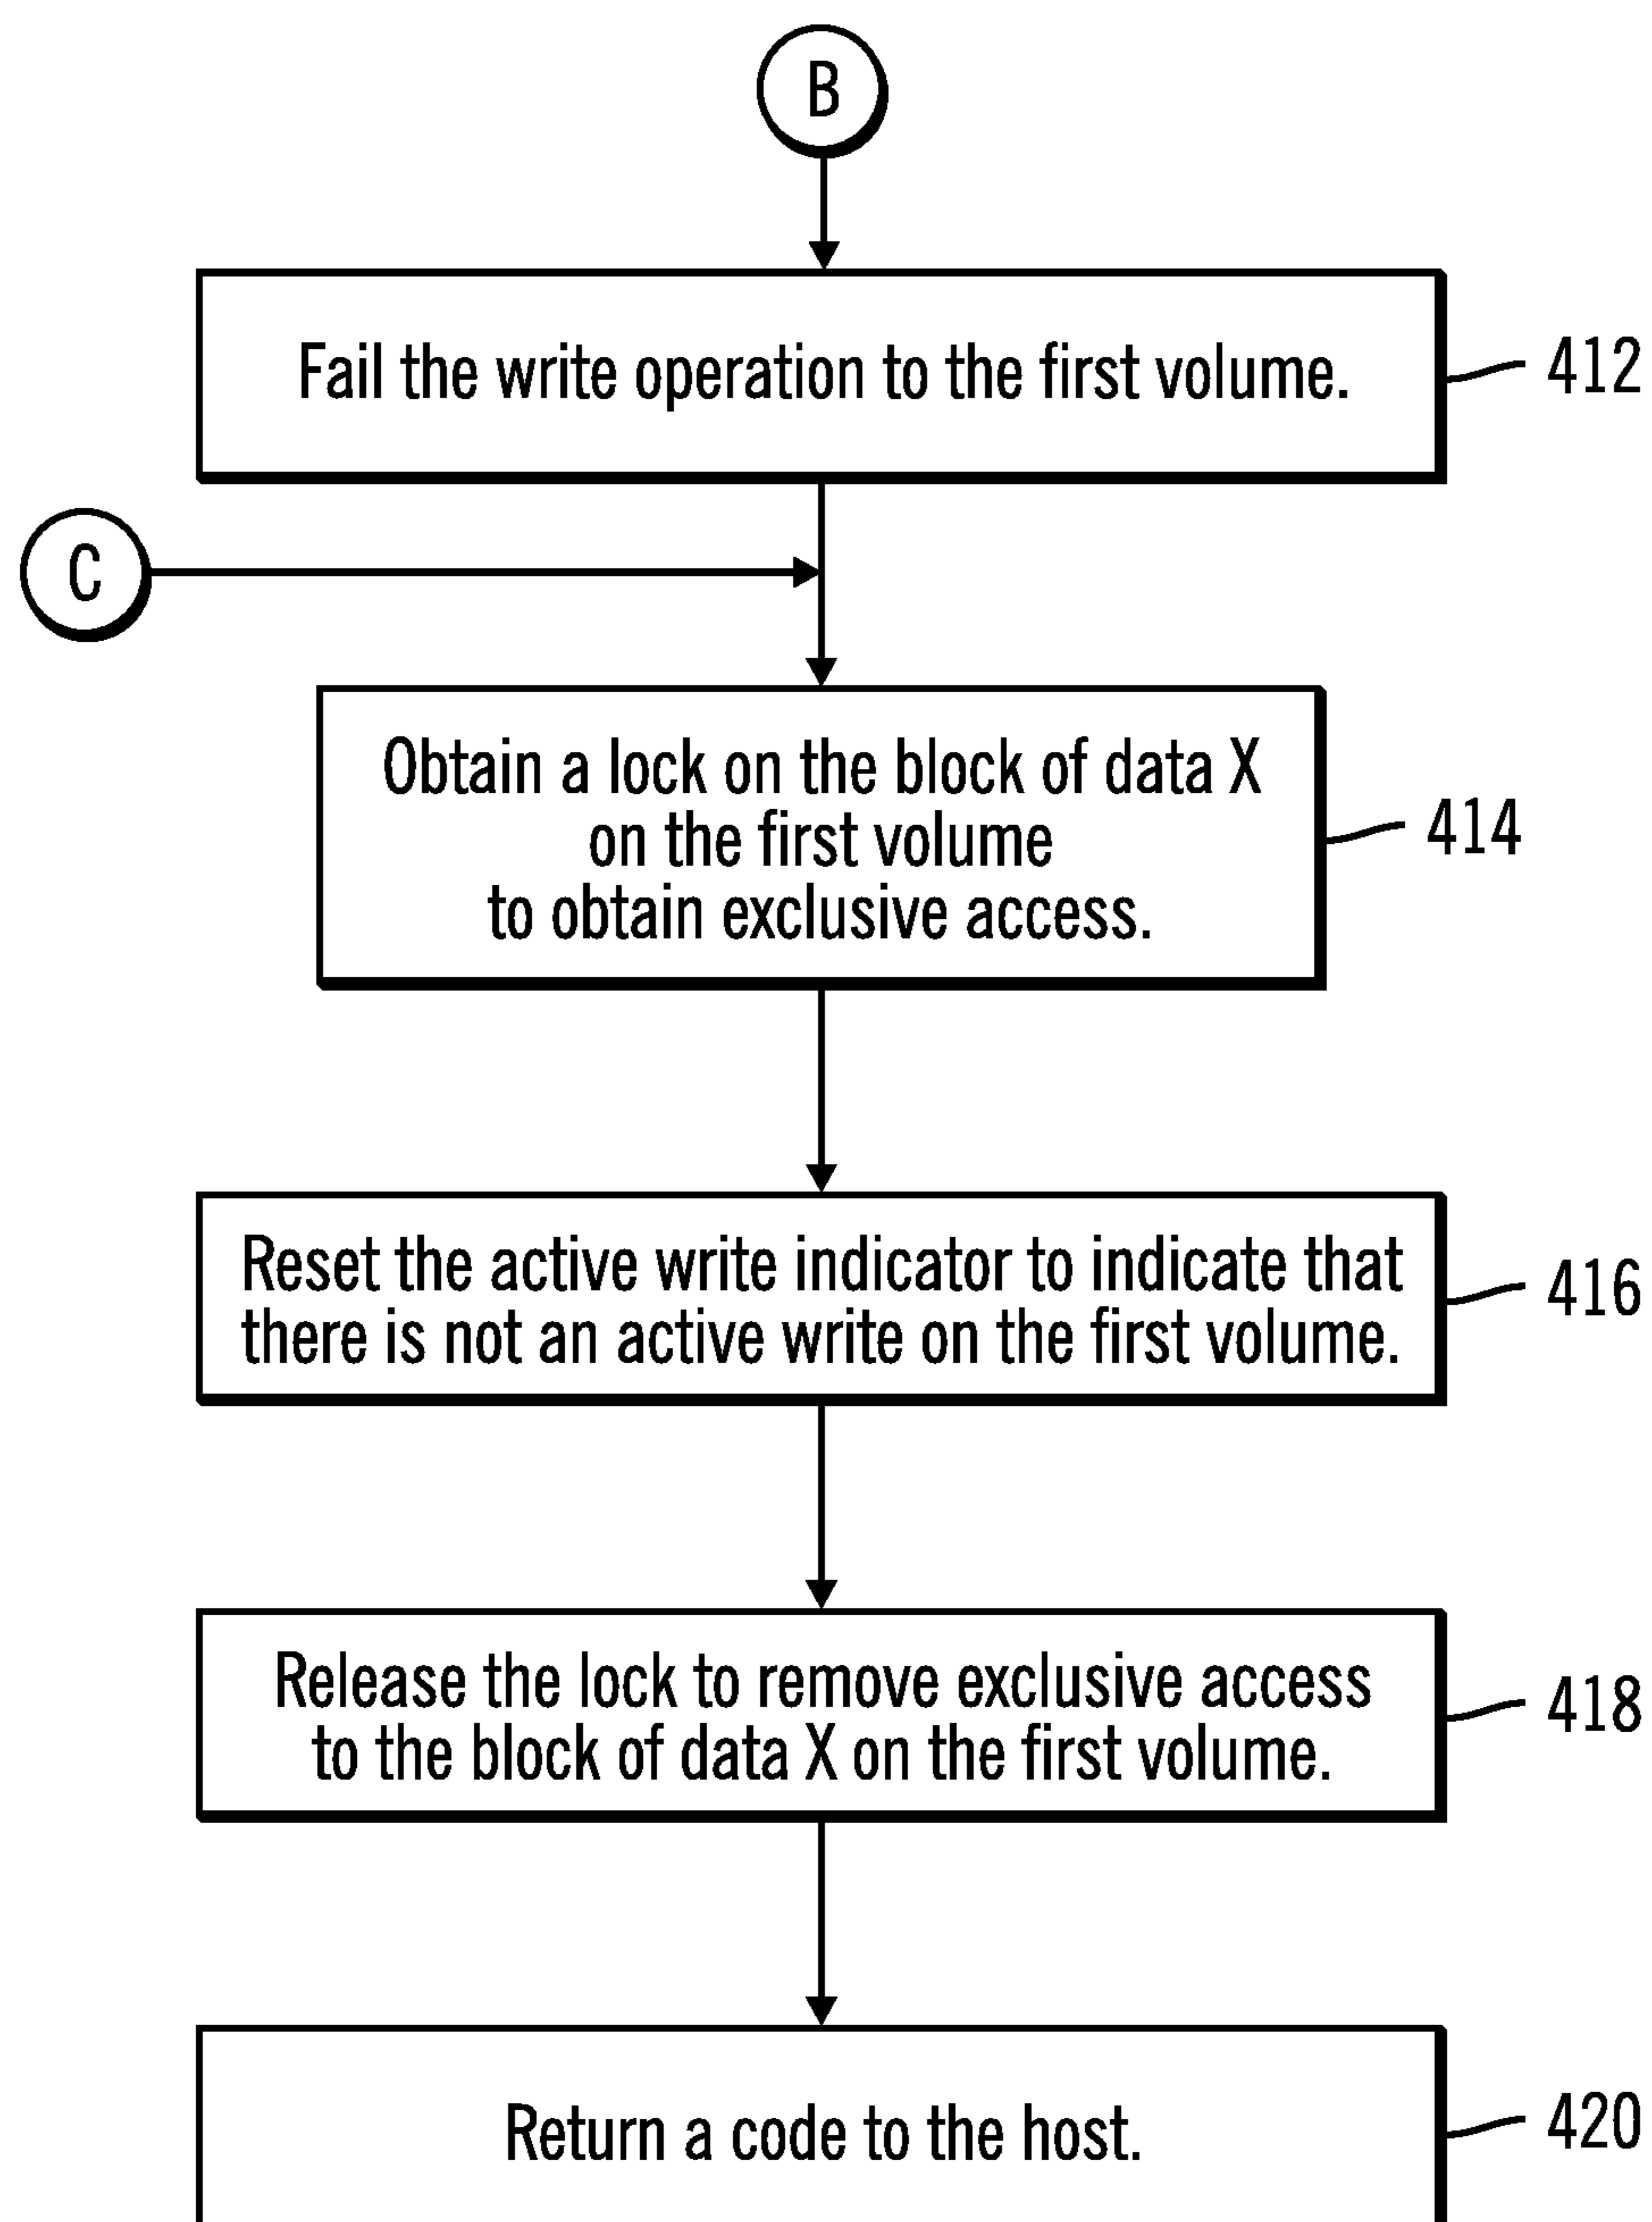 B
Fail the write operation to the first volume.
412
C
Obtain a lock on the block of data X
on the first volume
to obtain exclusive access.
414
Reset the active write indicator to indicate that
there is not an active write on the first volume.
416
Release the lock to remove exclusive access
to the block of data X on the first volume.
418
Return a code to the host.
420